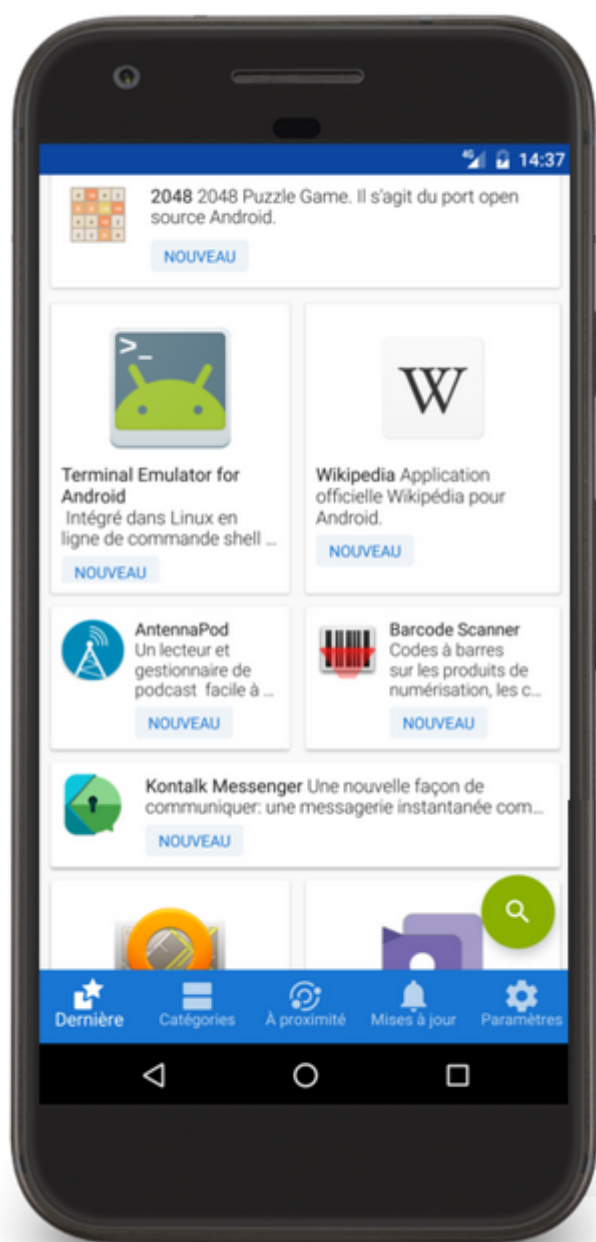 14:37
2048 2048 Puzzle Game. Il s'agit du port open
source Android.
NOUVEAU
>_
Terminal Emulator for
Android
Intégré dans Linux en
ligne de commande shell ...
NOUVEAU
W
Wikipedia Application
officielle Wikipédia pour
Android.
NOUVEAU
AntennaPod
Un lecteur et
gestionnaire de
podcast facile à ...
NOUVEAU
Barcode Scanner
Codes à barres
sur les produits de
numérisation, les c...
NOUVEAU
Kontalk Messenger Une nouvelle façon de
communiquer: une messagerie instantanée com...
NOUVEAU
Dernière
Catégories
À proximité
Mises à jour
Paramètres